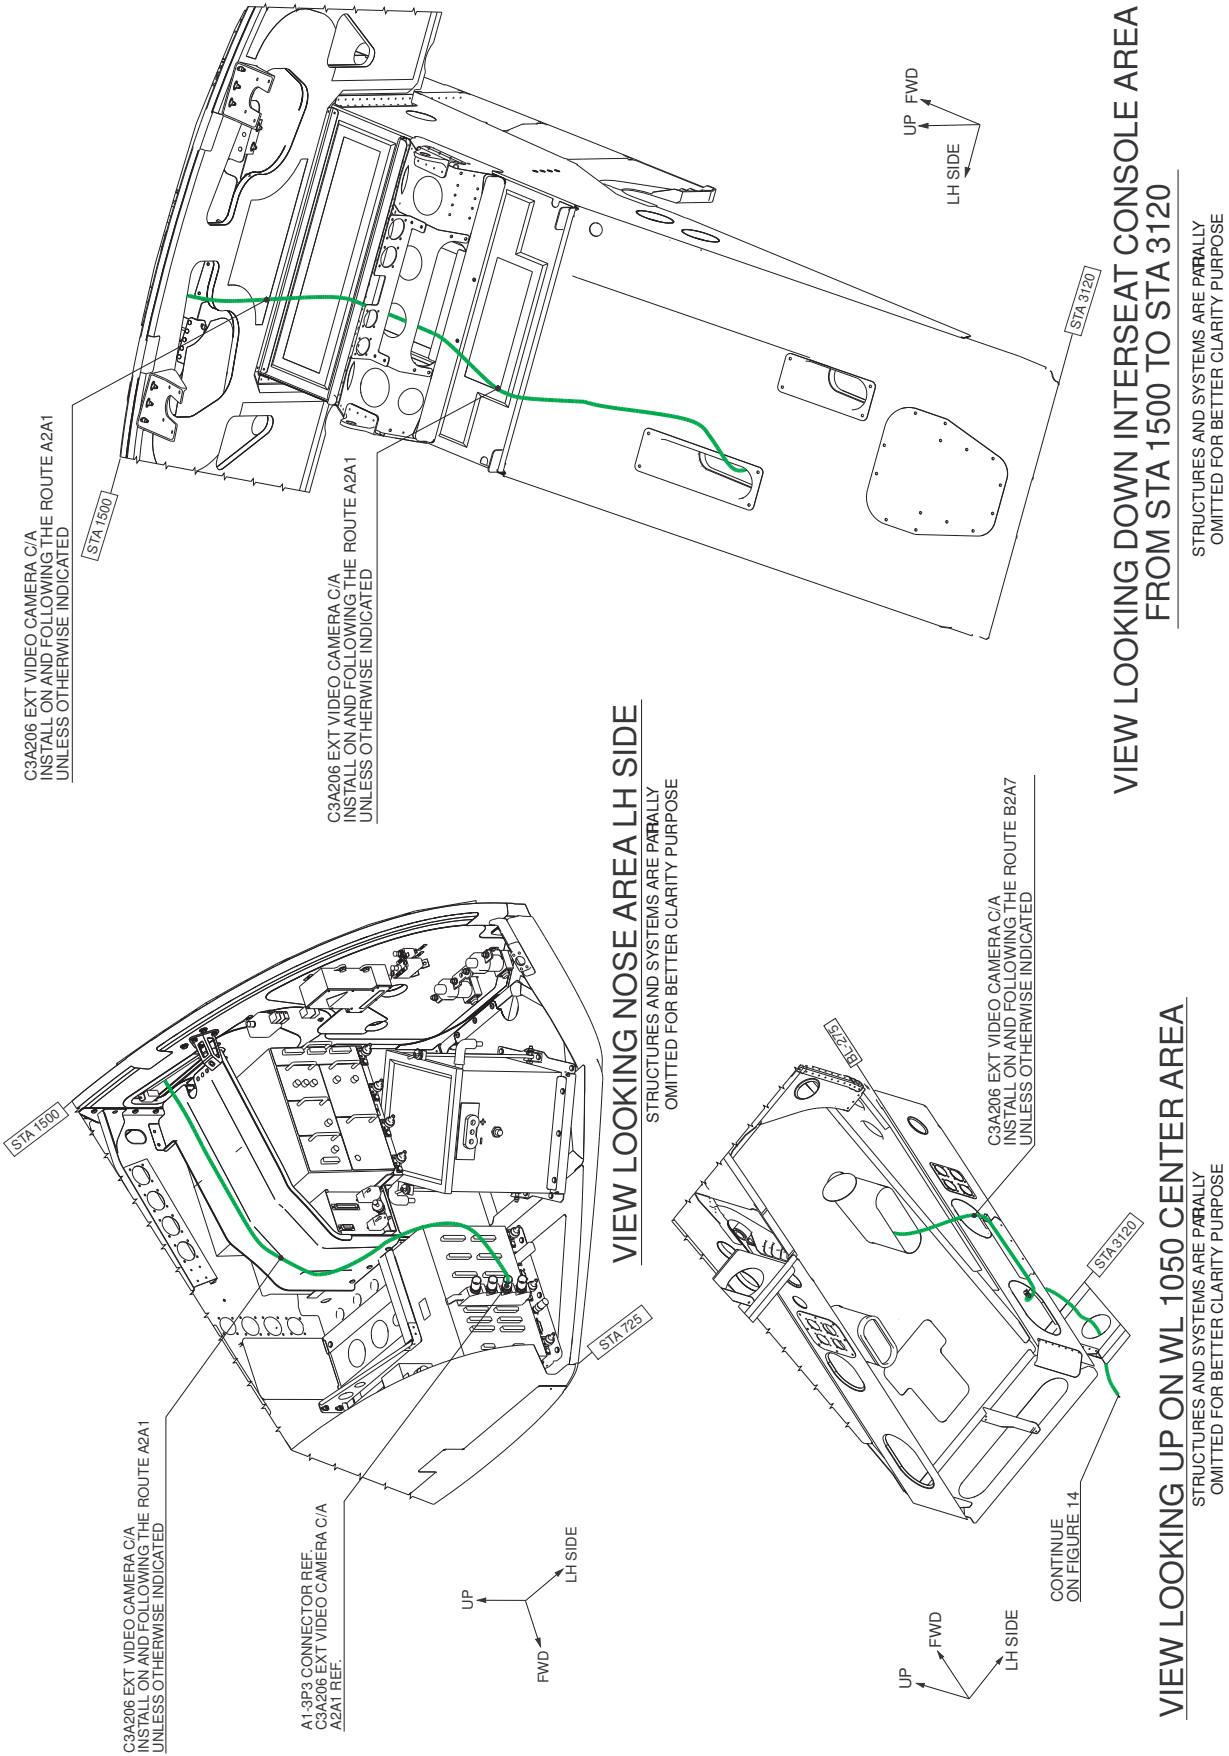 C3A206 EXT VIDEO CAMERA C/A
INSTALL ON AND FOLLOWING THE ROUTE A2A1
UNLESS OTHERWISE INDICATED
A1-3P3 CONNECTOR REF.
C3A206 EXT VIDEO CAMERA C/A
A2A1 REF.
STA 1500
STA 725
UP
FWD
LH SIDE
VIEW LOOKING NOSE AREA LH SIDE
STRUCTURES AND SYSTEMS ARE PARALLY
OMITTED FOR BETTER CLARITY PURPOSE
C3A206 EXT VIDEO CAMERA C/A
INSTALL ON AND FOLLOWING THE ROUTE A2A1
UNLESS OTHERWISE INDICATED
STA 1500
C3A206 EXT VIDEO CAMERA C/A
INSTALL ON AND FOLLOWING THE ROUTE A2A1
UNLESS OTHERWISE INDICATED
UP
FWD
LH SIDE
STA 3120
VIEW LOOKING DOWN INTERSEAT CONSOLE AREA
FROM STA 1500 TO STA 3120
STRUCTURES AND SYSTEMS ARE PARALLY
OMITTED FOR BETTER CLARITY PURPOSE
BL-275
C3A206 EXT VIDEO CAMERA C/A
INSTALL ON AND FOLLOWING THE ROUTE B2A7
UNLESS OTHERWISE INDICATED
STA 3120
CONTINUE
ON FIGURE 14
UP
FWD
LH SIDE
VIEW LOOKING UP ON WL 1050 CENTER AREA
STRUCTURES AND SYSTEMS ARE PARALLY
OMITTED FOR BETTER CLARITY PURPOSE